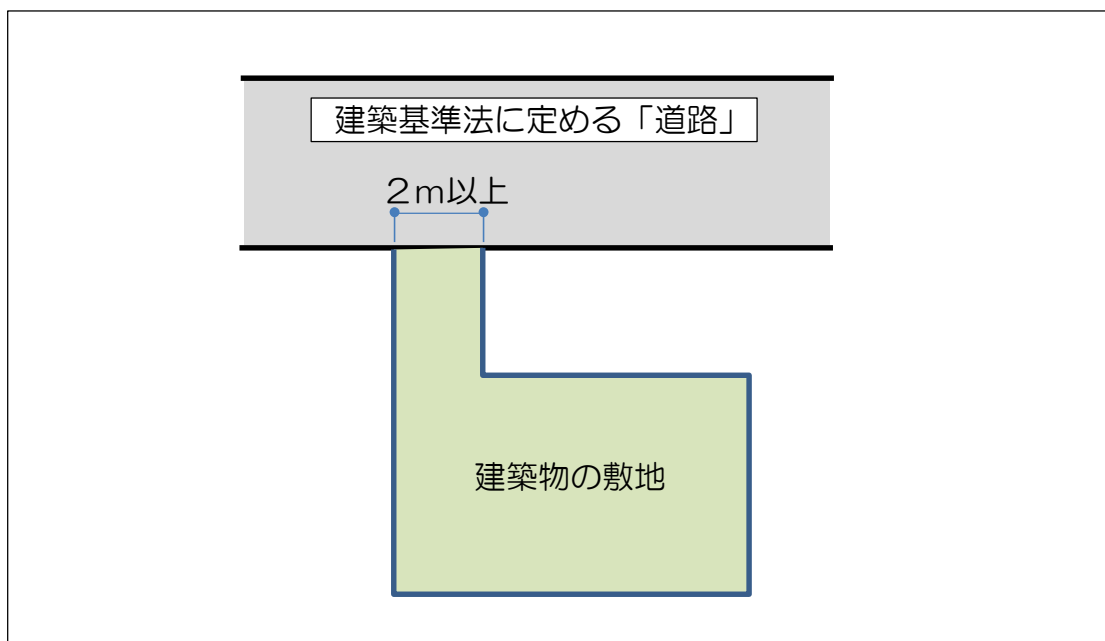 建築基準法に定める「道路」
２ｍ以上
建築物の敷地